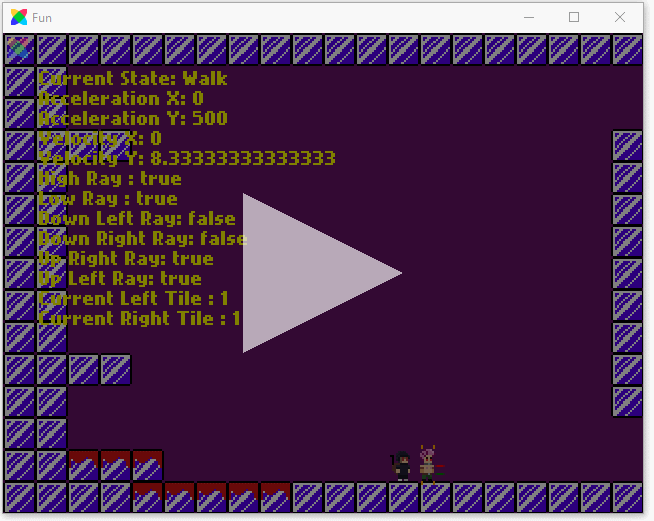 Fun
Current State: Walk
Acceleration X: 0
Acceleration Y: 500
Velocity X: 0
Velocity Y: 8.33333333333333
High Ray : true
Low Ray : true
Down Left Ray: false
Down Right Ray: false
Up Right Ray: true
Up Left Ray: true
Current Left Tile : 1
Current Right Tile : 1